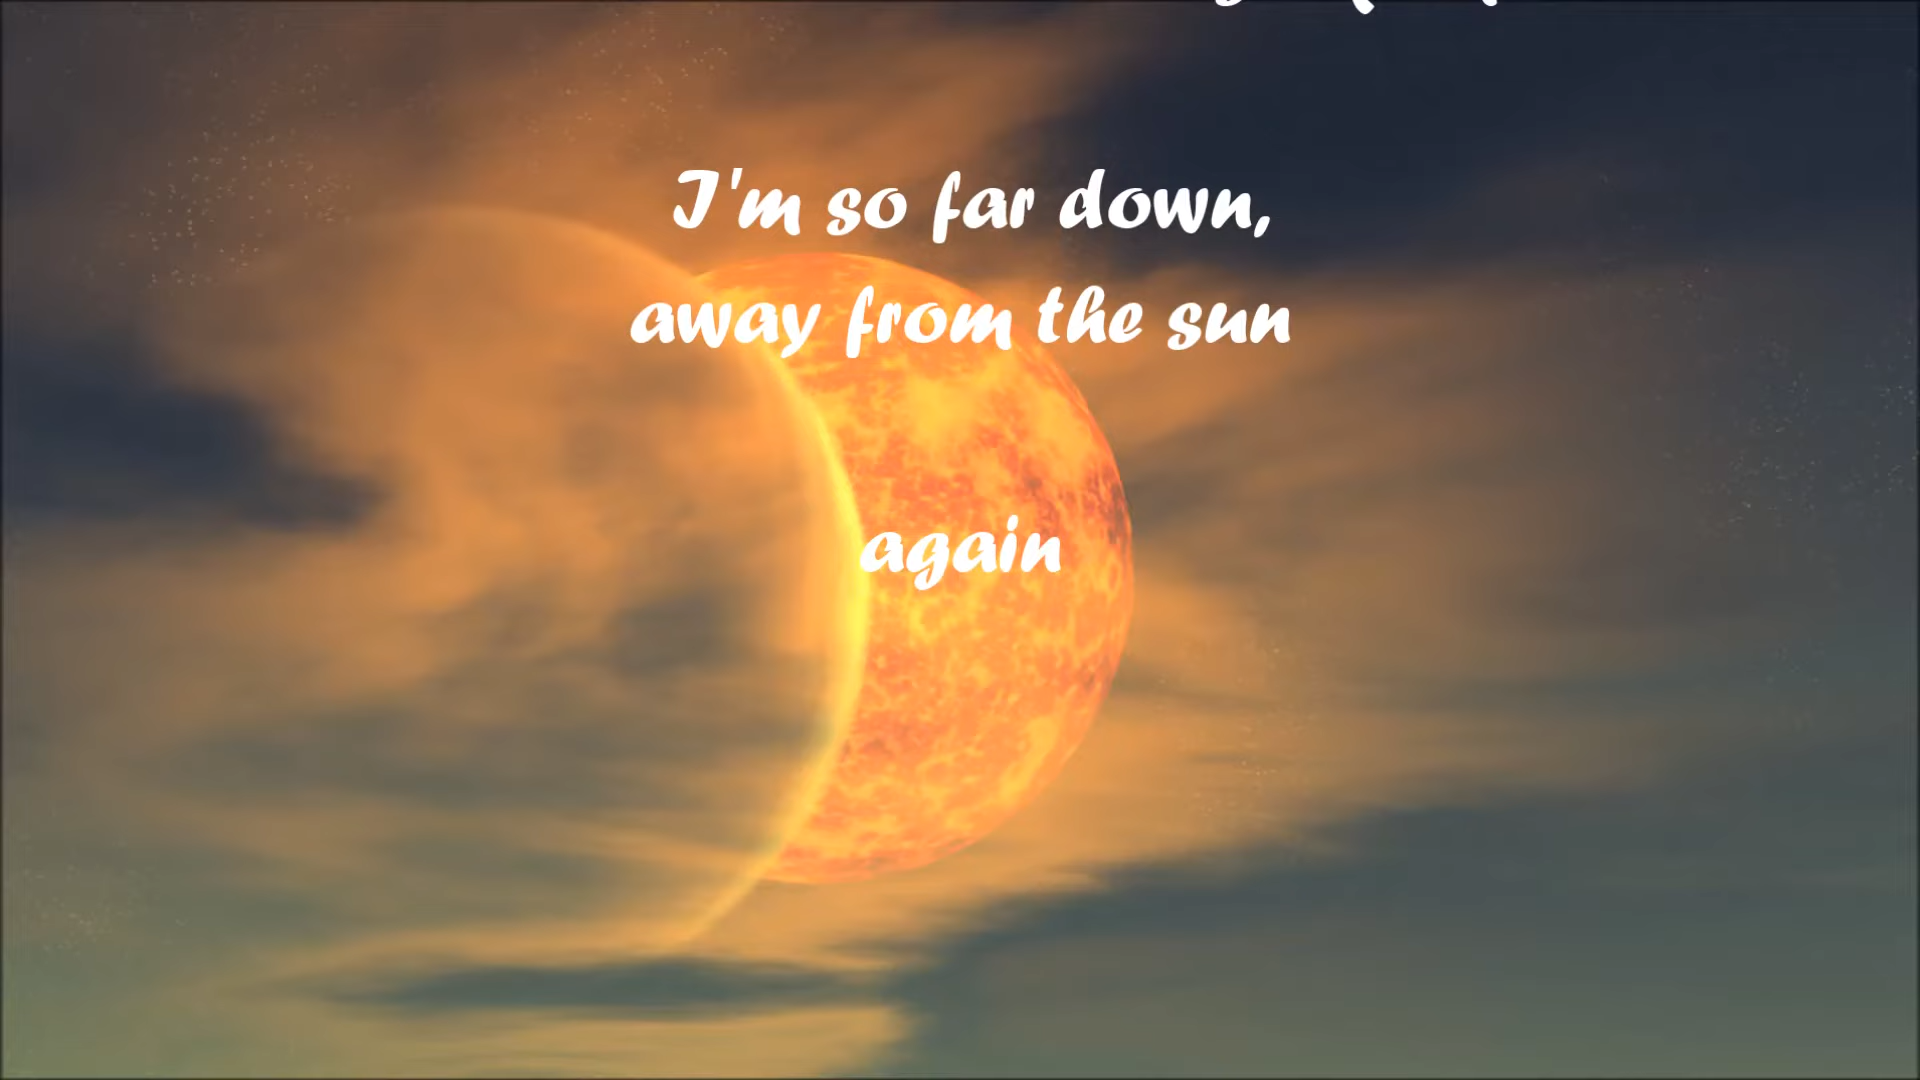 I'm so far down,
away from the sun
again